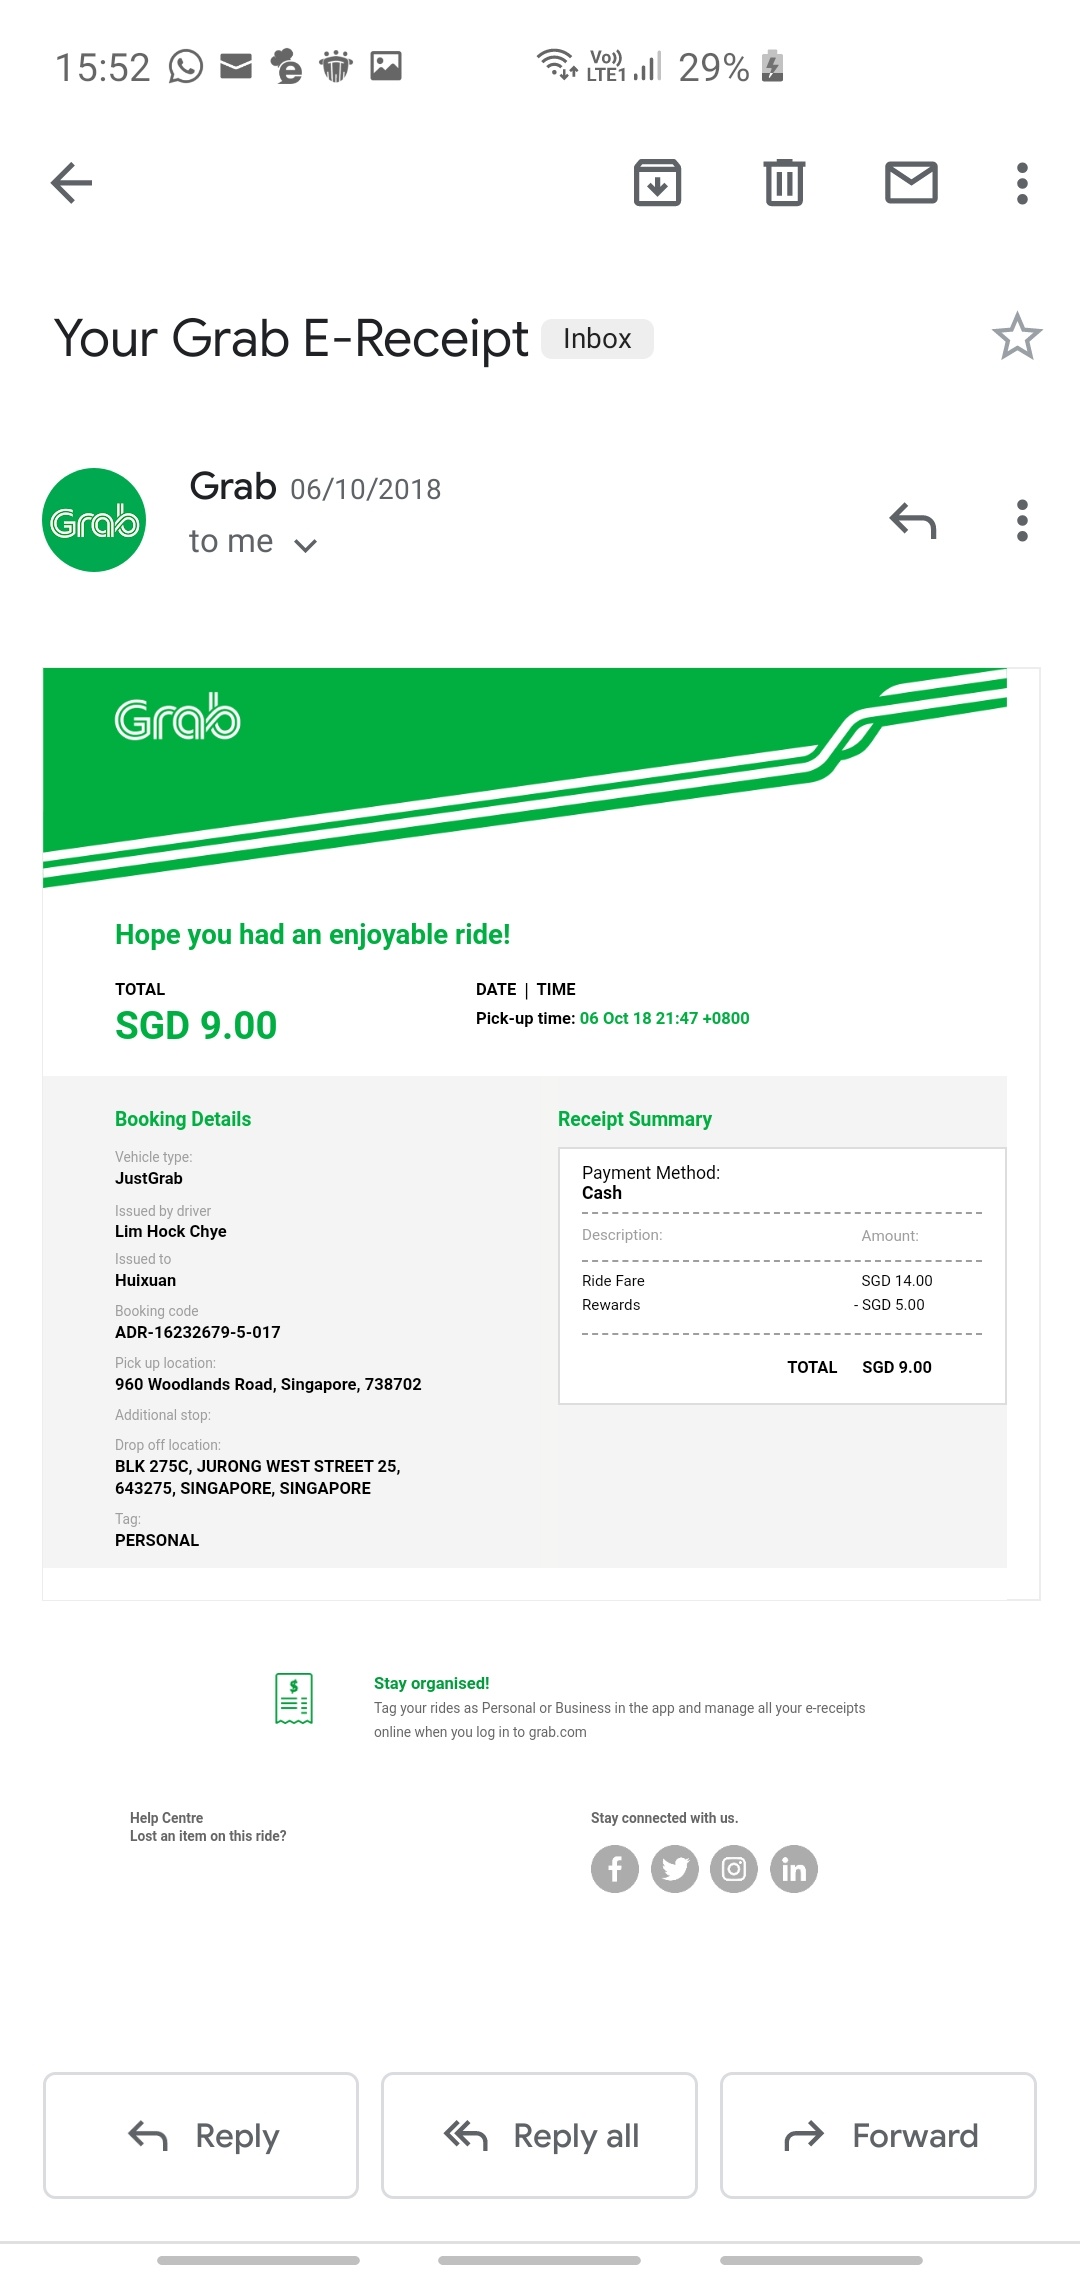 15:52
Vo))
LTE1
29%
Your Grab E-Receipt Inbox
Grab 06/10/2018
Grab
to me
Grab
Hope you had an enjoyable ride!
TOTAL
SGD 9.00
DATE | TIME
Pick-up time: 06 Oct 18 21:47 +0800
Booking Details
Vehicle type:
JustGrab
Issued by driver
Lim Hock Chye
Issued to
Huixuan
Booking code
ADR-16232679-5-017
Pick up location:
960 Woodlands Road, Singapore, 738702
Additional stop:
Drop off location:
BLK 275C, JURONG WEST STREET 25,
643275, SINGAPORE, SINGAPORE
Tag:
PERSONAL
Receipt Summary
Payment Method:
Cash
Description: Amount:
Ride Fare SGD 14.00
Rewards - SGD 5.00
TOTAL SGD 9.00
Stay organised!
Tag your rides as Personal or Business in the app and manage all your e-receipts
online when you log in to grab.com
Help Centre
Lost an item on this ride?
Stay connected with us.
Reply
Reply all
Forward